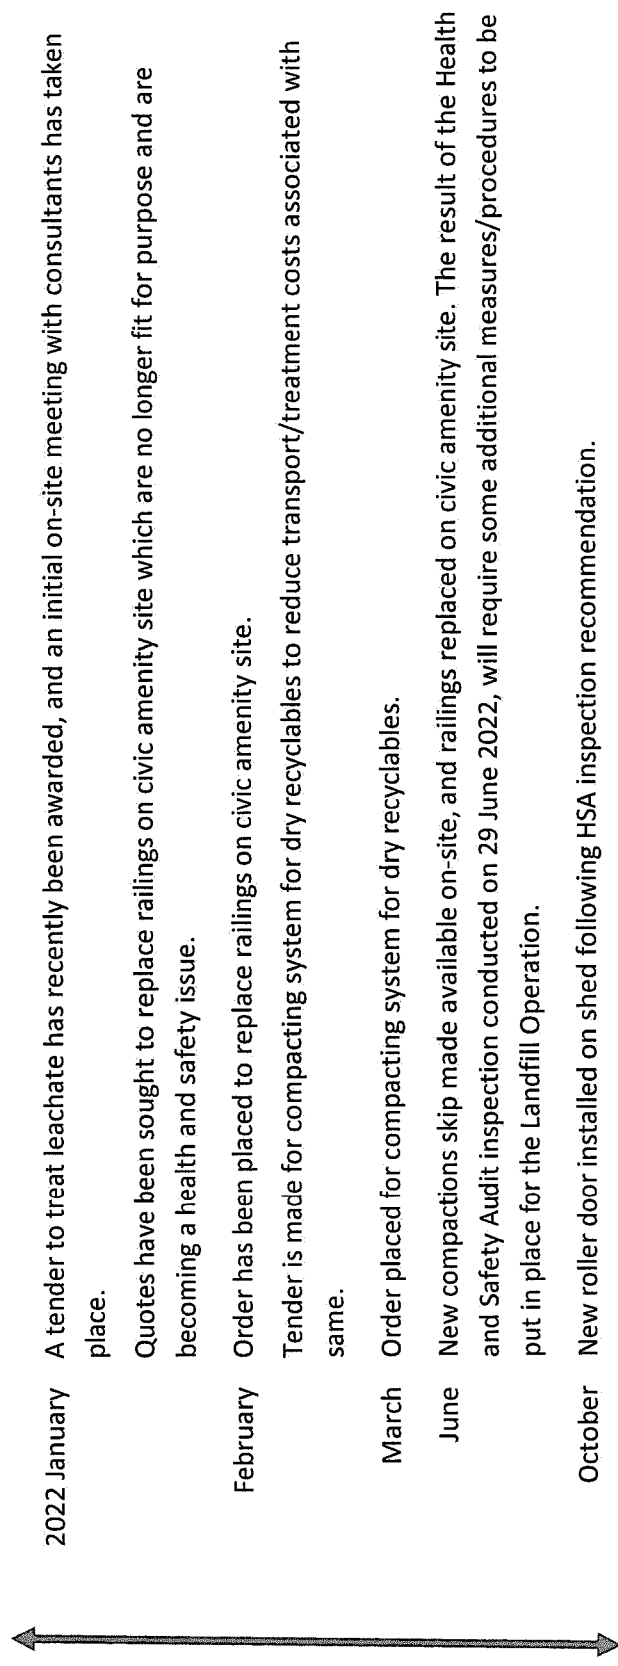 2022 January A tender to treat leachate has recently been awarded, and an initial on-site meeting with consultants has taken
place.
Quotes have been sought to replace railings on civic amenity site which are no longer fit for purpose and are
becoming a health and safety issue.
February Order has been placed to replace railings on civic amenity site.
Tender is made for compacting system for dry recyclables to reduce transport/treatment costs associated with
same.
March Order placed for compacting system for dry recyclables.
June New compactions skip made available on-site, and railings replaced on civic amenity site. The result of the Health
and Safety Audit inspection conducted on 29 June 2022, will require some additional measures/procedures to be
put in place for the Landfill Operation.
October New roller door installed on shed following HSA inspection recommendation.